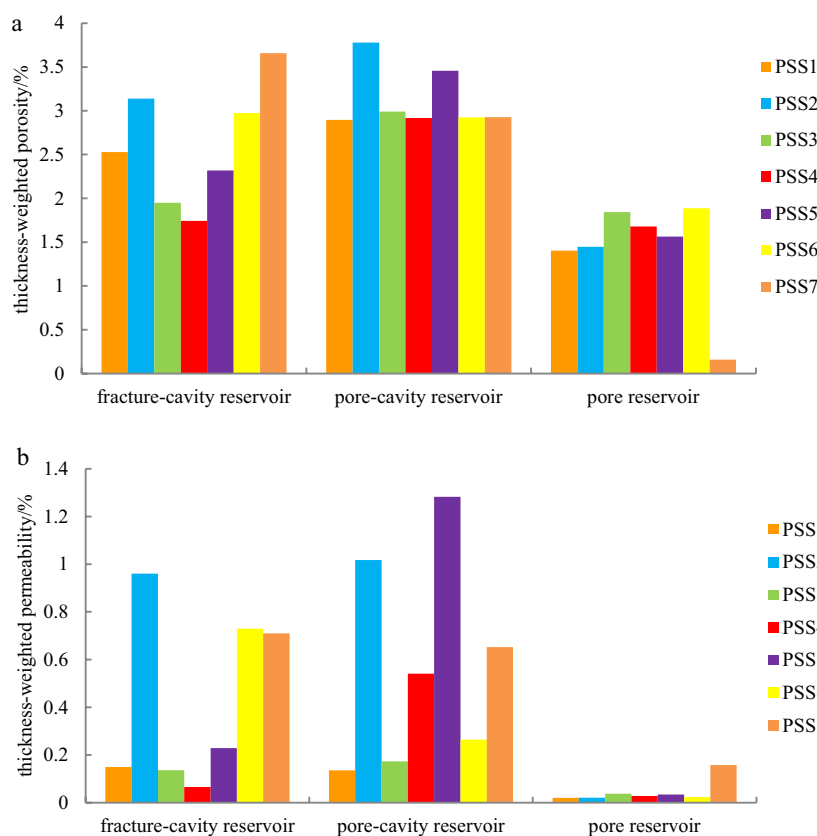 a
thickness-weighted porosity/%
4
3.5
3
2.5
2
1.5
1
0.5
0
fracture-cavity reservoir
pore-cavity reservoir
pore reservoir
PSS1
PSS2
PSS3
PSS4
PSS5
PSS6
PSS7
b
thickness-weighted permeability/%
1.4
1.2
1
0.8
0.6
0.4
0.2
0
fracture-cavity reservoir
pore-cavity reservoir
pore reservoir
PSS
PSS
PSS
PSS
PSS
PSS
PSS